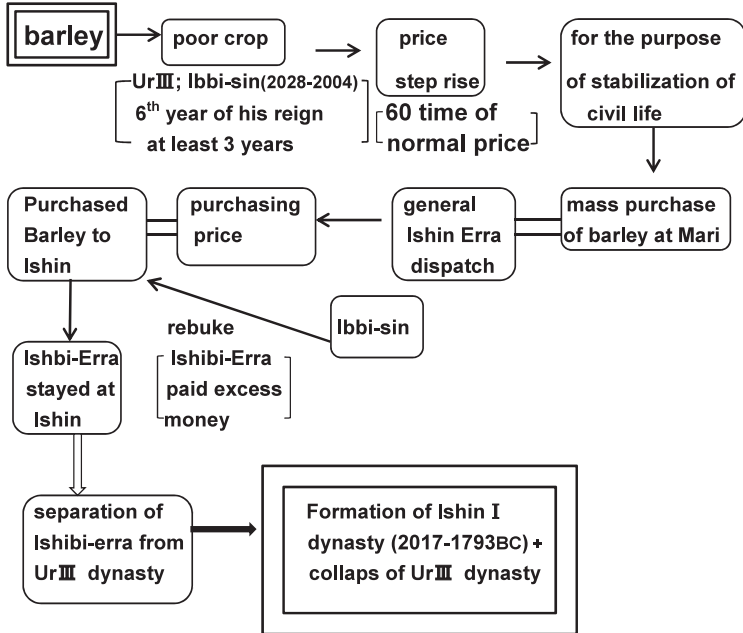 barley
poor crop
UrⅢ; Ibbi-sin(2028-2004)
6th year of his reign
at least 3 years
price
step rise
60 time of
normal price
for the purpose
of stabilization of
civil life
mass purchase
of barley at Mari
general
Ishin Erra
dispatch
purchasing
price
Purchased
Barley to
Ishin
Ibbi-sin
rebuke
Ishibi-Erra
paid excess
money
Ishbi-Erra
stayed at
Ishin
separation of
Ishibi-erra from
UrⅢ dynasty
Formation of Ishin Ⅰ
dynasty (2017-1793BC) +
collaps of UrⅢ dynasty